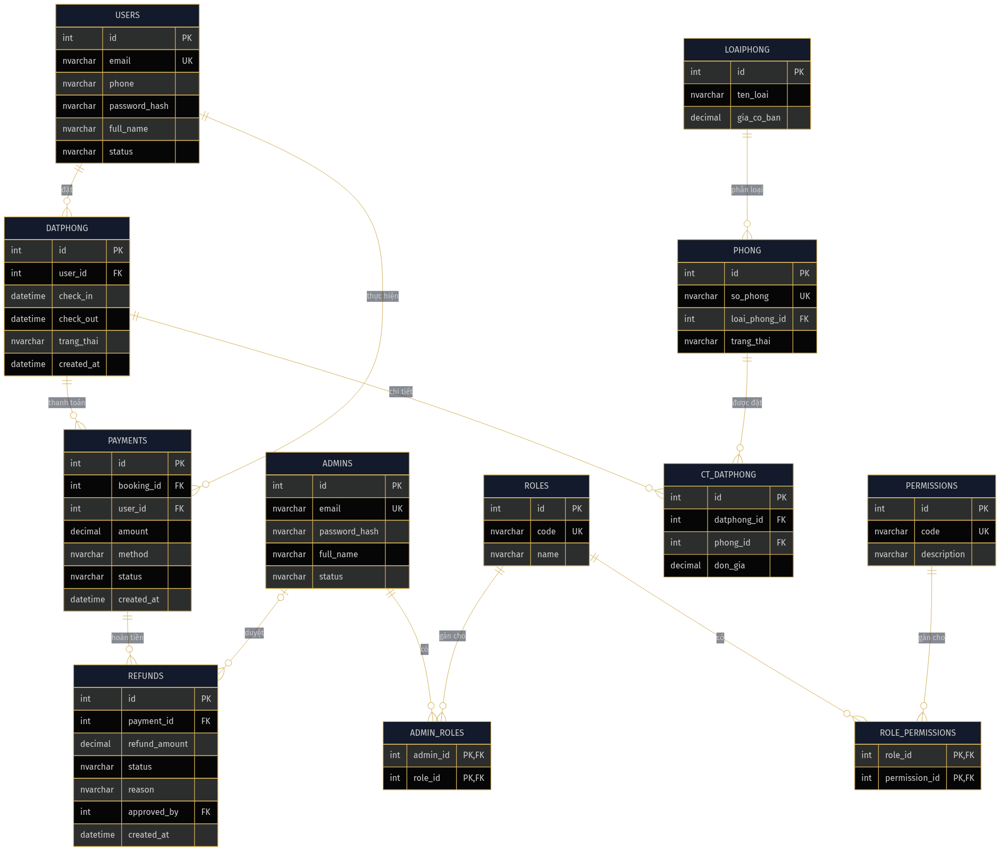 USERS
int id PK
nvarchar email UK
nvarchar phone
nvarchar password_hash
nvarchar full_name
nvarchar status
LOAIPHONG
int id PK
nvarchar ten_loai
decimal gia_co_ban
đặt
phân loại
DATPHONG
int id PK
int user_id FK
datetime check_in
datetime check_out
nvarchar trang_thai
datetime created_at
thực hiện
PHONG
int id PK
nvarchar so_phong UK
int loai_phong_id FK
nvarchar trang_thai
thanh toán
chi tiết
được đặt
PAYMENTS
int id PK
int booking_id FK
int user_id FK
decimal amount
nvarchar method
nvarchar status
datetime created_at
ADMINS
int id PK
nvarchar email UK
nvarchar password_hash
nvarchar full_name
nvarchar status
ROLES
int id PK
nvarchar code UK
nvarchar name
CT_DATPHONG
int id PK
int datphong_id FK
int phong_id FK
decimal don_gia
PERMISSIONS
int id PK
nvarchar code UK
nvarchar description
hoàn tiền
duyệt
có
gán cho
có
gán cho
REFUNDS
int id PK
int payment_id FK
decimal refund_amount
nvarchar status
nvarchar reason
int approved_by FK
datetime created_at
ADMIN_ROLES
int admin_id PK,FK
int role_id PK,FK
ROLE_PERMISSIONS
int role_id PK,FK
int permission_id PK,FK